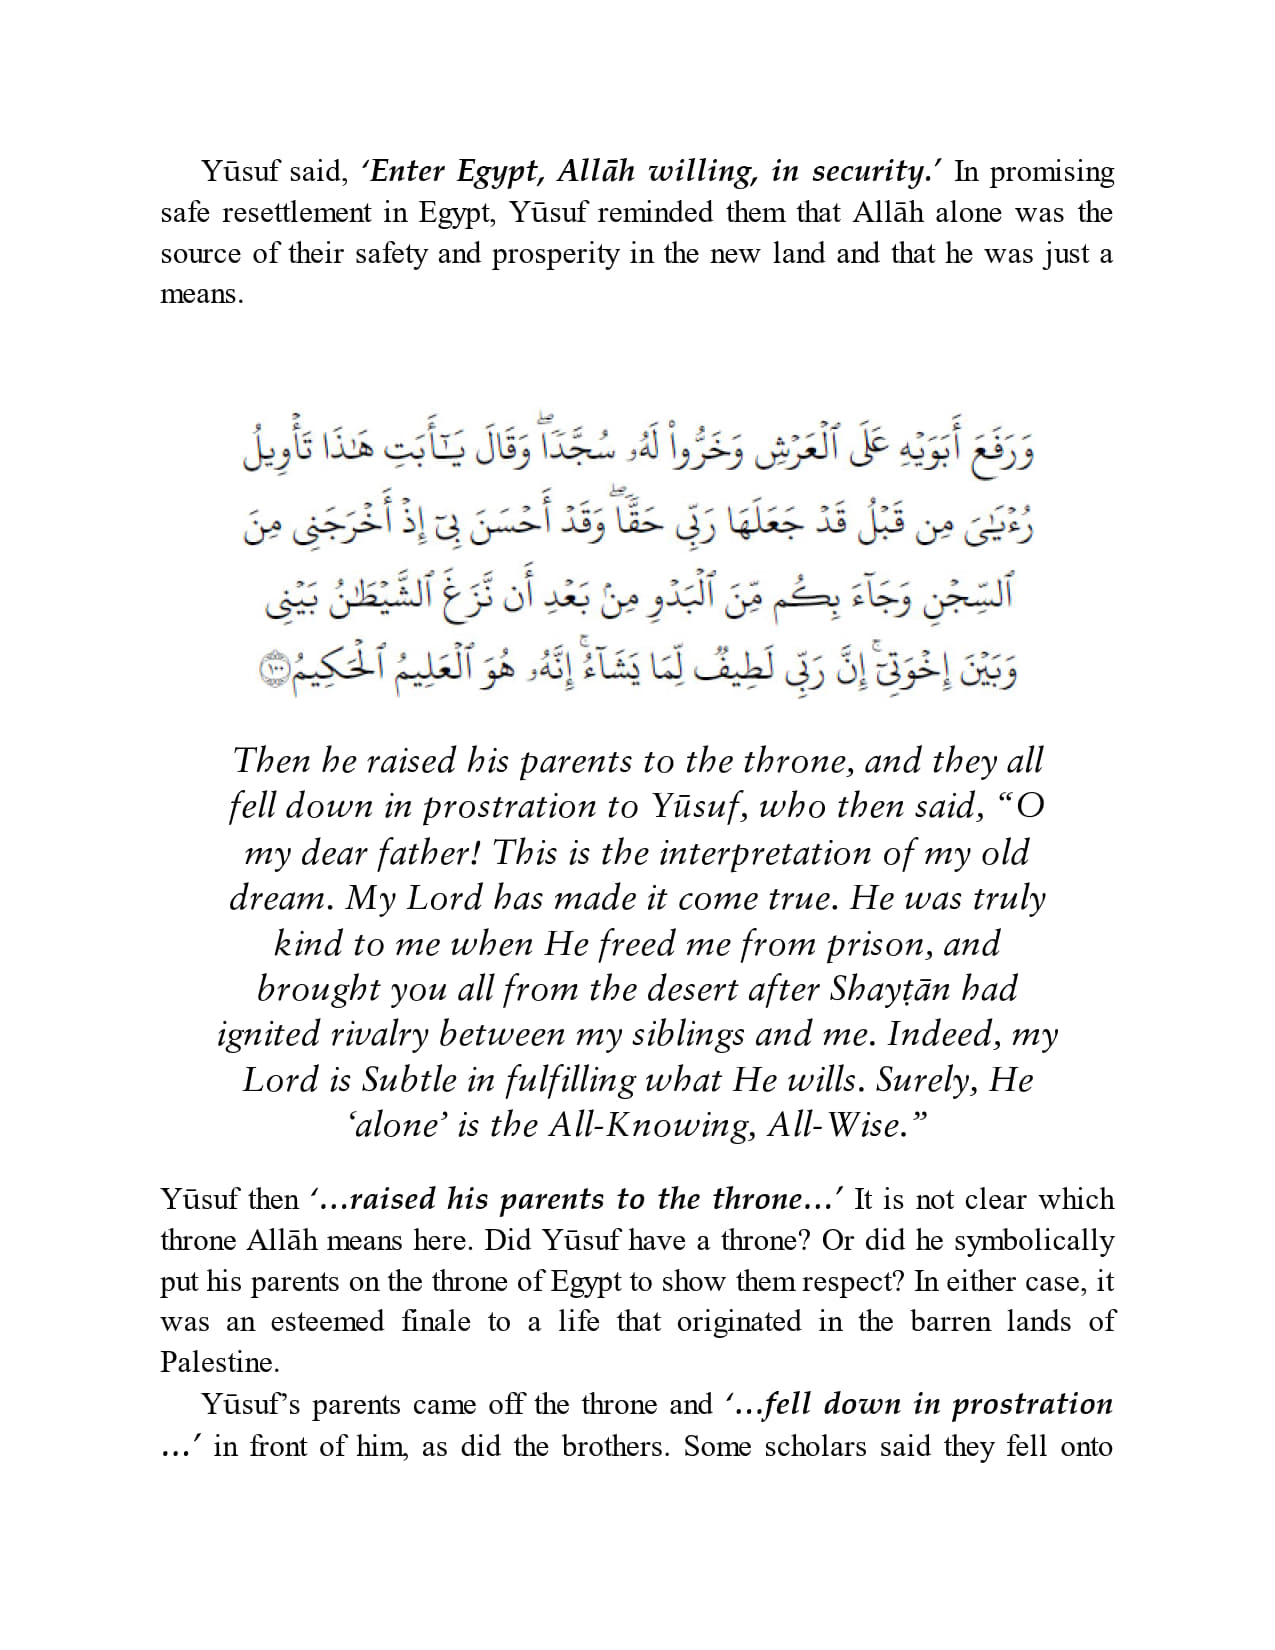 Yūsuf said, ‘Enter Egypt, Allāh willing, in security.’ In promising
safe resettlement in Egypt, Yūsuf reminded them that Allāh alone was the
source of their safety and prosperity in the new land and that he was just a
means.
وَرَفَعَ أَبَوَيْهِ عَلَى ٱلْعَرْشِ وَخَرُّوا۟ لَهُۥ سُجَّدًۭا ۖ وَقَالَ يَـٰٓأَبَتِ هَـٰذَا تَأْوِيلُ
رُءْيَـٰىَ مِن قَبْلُ قَدْ جَعَلَهَا رَبِّى حَقًّۭا ۖ وَقَدْ أَحْسَنَ بِىٓ إِذْ أَخْرَجَنِى مِنَ
ٱلسِّجْنِ وَجَآءَ بِكُم مِّنَ ٱلْبَدْوِ مِنۢ بَعْدِ أَن نَّزَغَ ٱلشَّيْطَـٰنُ بَيْنِى
وَبَيْنَ إِخْوَتِىٓ ۚ إِنَّ رَبِّى لَطِيفٌۭ لِّمَا يَشَآءُ ۚ إِنَّهُۥ هُوَ ٱلْعَلِيمُ ٱلْحَكِيمُ ١٠٠
Then he raised his parents to the throne, and they all
fell down in prostration to Yūsuf, who then said, “O
my dear father! This is the interpretation of my old
dream. My Lord has made it come true. He was truly
kind to me when He freed me from prison, and
brought you all from the desert after Shayṭān had
ignited rivalry between my siblings and me. Indeed, my
Lord is Subtle in fulfilling what He wills. Surely, He
‘alone’ is the All-Knowing, All-Wise.”
Yūsuf then ‘…raised his parents to the throne…’ It is not clear which
throne Allāh means here. Did Yūsuf have a throne? Or did he symbolically
put his parents on the throne of Egypt to show them respect? In either case, it
was an esteemed finale to a life that originated in the barren lands of
Palestine.
Yūsuf’s parents came off the throne and ‘…fell down in prostration
…’ in front of him, as did the brothers. Some scholars said they fell onto